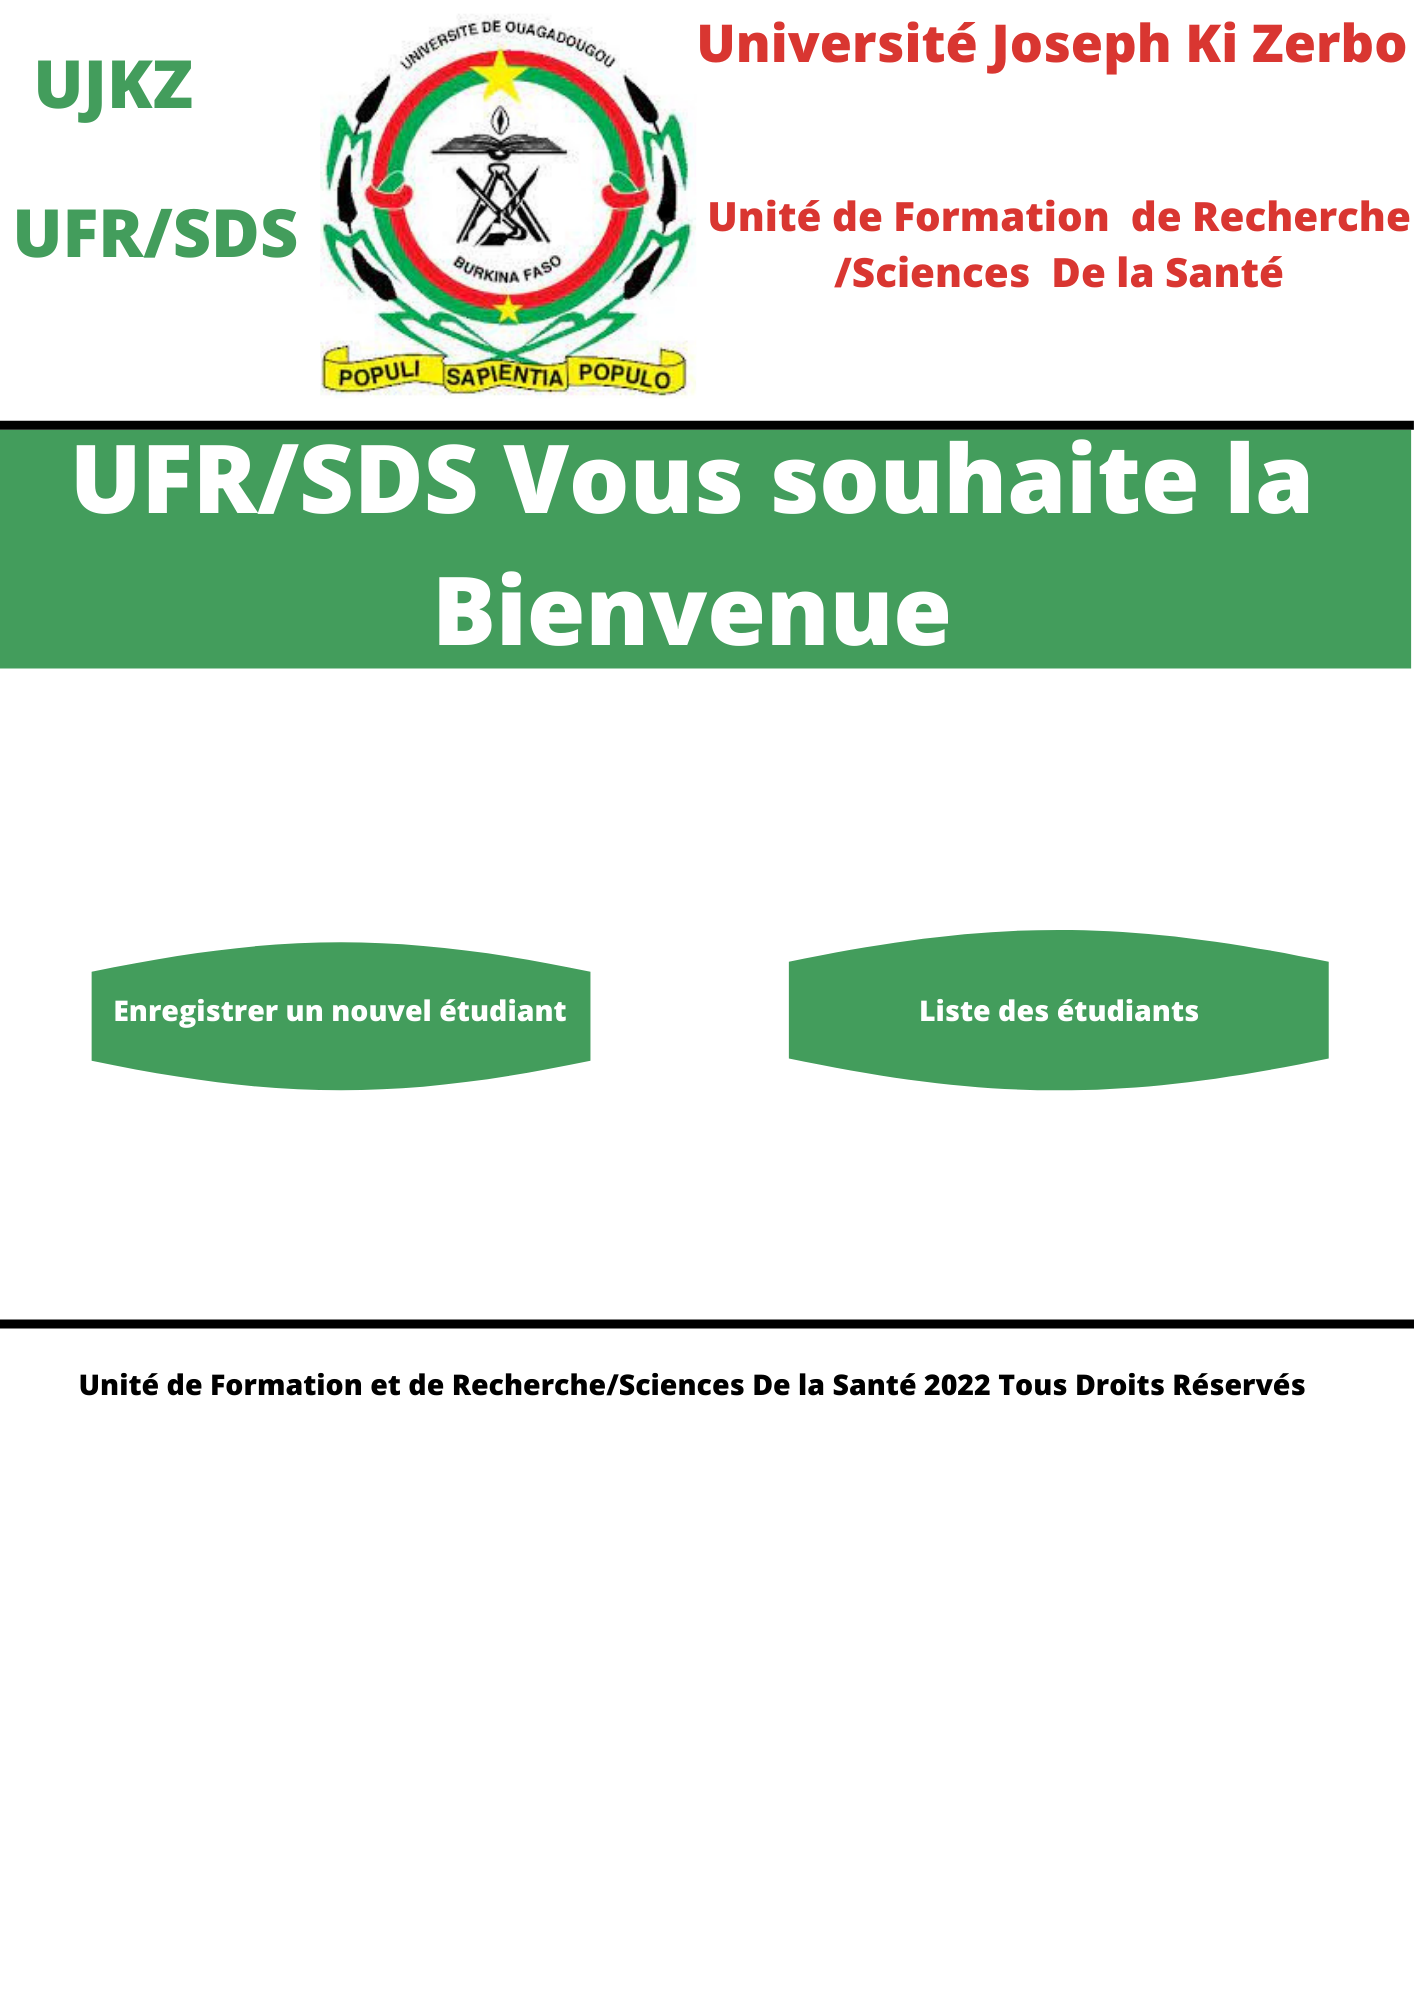 UJKZ
UFR/SDS
UNIVERSITE DE OUAGADOUGOU
BURKINA FASO
POPULI SAPIENTIA POPULO
Université Joseph Ki Zerbo
Unité de Formation de Recherche
/Sciences De la Santé
UFR/SDS Vous souhaite la
Bienvenue
Enregistrer un nouvel étudiant
Liste des étudiants
Unité de Formation et de Recherche/Sciences De la Santé 2022 Tous Droits Réservés